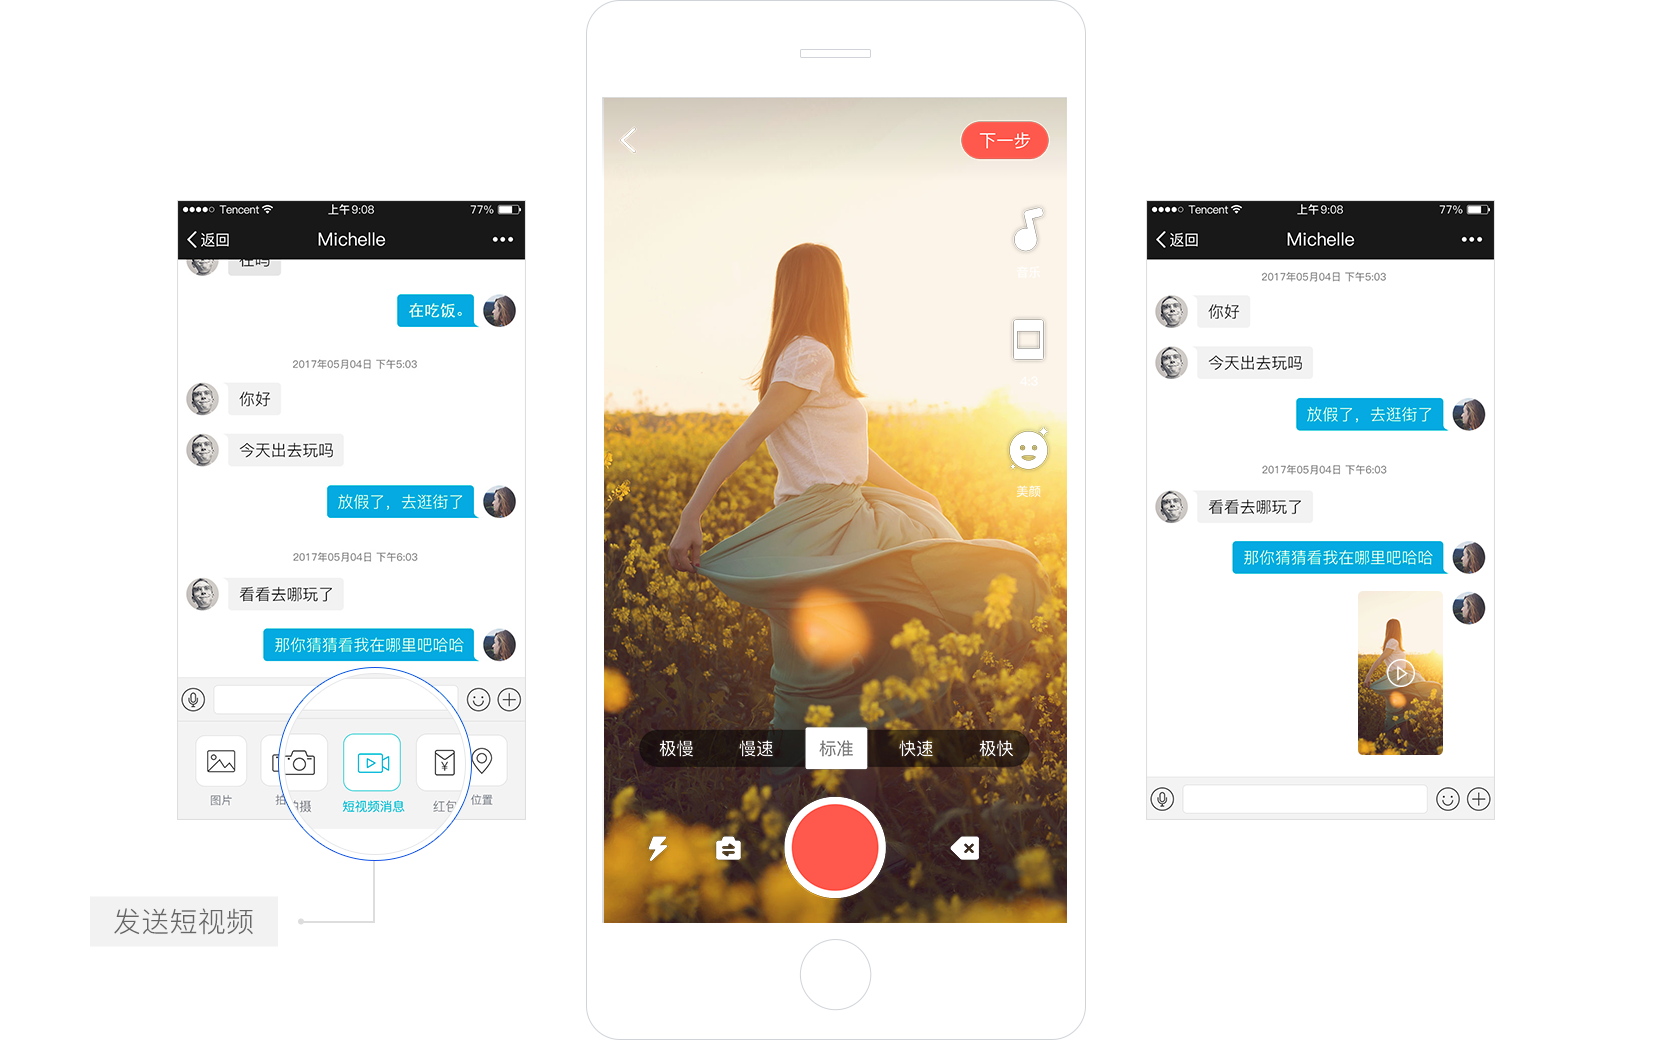 Tencent 上午9:08 77%
返回 Michelle
在吗
在吃饭。
2017年05月04日 下午5:03
你好
今天出去玩吗
放假了，去逛街了
2017年05月04日 下午6:03
看看去哪玩了
那你猜猜看我在哪里吧哈哈
图片 拍摄 短视频消息 红包 位置
发送短视频
下一步
音乐
4:3
美颜
极慢 慢速 标准 快速 极快
Tencent 上午9:08 77%
返回 Michelle
2017年05月04日 下午5:03
你好
今天出去玩吗
放假了，去逛街了
2017年05月04日 下午6:03
看看去哪玩了
那你猜猜看我在哪里吧哈哈